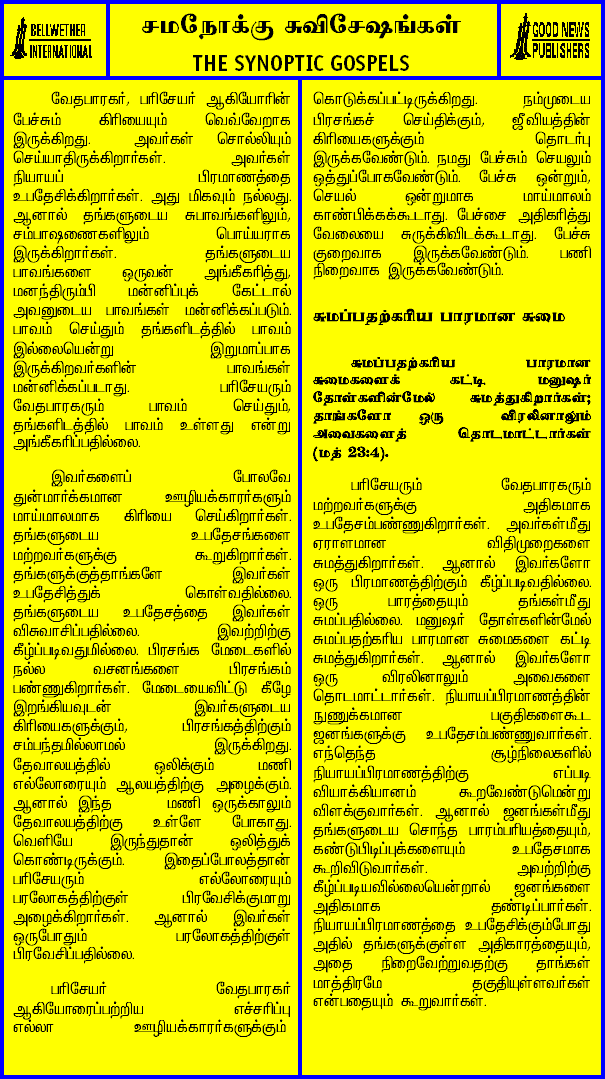 BELLWETHER
INTERNATIONAL
சமநோக்கு சுவிசேஷங்கள்
THE SYNOPTIC GOSPELS
GOOD NEWS
PUBLISHERS
வேதபாரகர், பரிசேயர் ஆகியோரின்
பேச்சும் கிரியையும் வெவ்வேறாக
இருக்கிறது. அவர்கள் சொல்லியும்
செய்யாதிருக்கிறார்கள். அவர்கள்
நியாயப் பிரமாணத்தை
உபதேசிக்கிறார்கள். அது மிகவும் நல்லது.
ஆனால் தங்களுடைய சுபாவங்களிலும்,
சம்பாஷணைகளிலும் பொய்யராக
இருக்கிறார்கள். தங்களுடைய
பாவங்களை ஒருவன் அங்கீகரித்து,
மனந்திரும்பி மன்னிப்புக் கேட்டால்
அவனுடைய பாவங்கள் மன்னிக்கப்படும்.
பாவம் செய்தும் தங்களிடத்தில் பாவம்
இல்லையென்று இறுமாப்பாக
இருக்கிறவர்களின் பாவங்கள்
மன்னிக்கப்படாது. பரிசேயரும்
வேதபாரகரும் பாவம் செய்தும்,
தங்களிடத்தில் பாவம் உள்ளது என்று
அங்கீகரிப்பதில்லை.
இவர்களைப் போலவே
துன்மார்க்கமான ஊழியக்காரர்களும்
மாய்மாலமாக கிரியை செய்கிறார்கள்.
தங்களுடைய உபதேசங்களை
மற்றவர்களுக்கு கூறுகிறார்கள்.
தங்களுக்குத்தாங்களே இவர்கள்
உபதேசித்துக் கொள்வதில்லை.
தங்களுடைய உபதேசத்தை இவர்கள்
விசுவாசிப்பதில்லை. இவற்றிற்கு
கீழ்ப்படிவதுமில்லை. பிரசங்க மேடைகளில்
நல்ல வசனங்களை பிரசங்கம்
பண்ணுகிறார்கள். மேடையைவிட்டு கீழே
இறங்கியவுடன் இவர்களுடைய
கிரியைகளுக்கும், பிரசங்கத்திற்கும்
சம்பந்தமில்லாமல் இருக்கிறது.
தேவாலயத்தில் ஒலிக்கும் மணி
எல்லோரையும் ஆலயத்திற்கு அழைக்கும்.
ஆனால் இந்த மணி ஒருக்காலும்
தேவாலயத்திற்கு உள்ளே போகாது.
வெளியே இருந்துதான் ஒலித்துக்
கொண்டிருக்கும். இதைப்போலத்தான்
பரிசேயரும் எல்லோரையும்
பரலோகத்திற்குள் பிரவேசிக்குமாறு
அழைக்கிறார்கள். ஆனால் இவர்கள்
ஒருபோதும் பரலோகத்திற்குள்
பிரவேசிப்பதில்லை.
பரிசேயர் வேதபாரகர்
ஆகியோரைப்பற்றிய எச்சரிப்பு
எல்லா ஊழியக்காரர்களுக்கும்
கொடுக்கப்பட்டிருக்கிறது. நம்முடைய
பிரசங்கச் செய்திக்கும், ஜீவியத்தின்
கிரியைகளுக்கும் தொடர்பு
இருக்கவேண்டும். நமது பேச்சும் செயலும்
ஒத்துப்போகவேண்டும். பேச்சு ஒன்றும்,
செயல் ஒன்றுமாக மாய்மாலம்
காண்பிக்கக்கூடாது. பேச்சை அதிகரித்து
வேலையை சுருக்கிவிடக்கூடாது. பேச்சு
குறைவாக இருக்கவேண்டும். பணி
நிறைவாக இருக்கவேண்டும்.
சுமப்பதற்கரிய பாரமான சுமை
சுமப்பதற்கரிய பாரமான
சுமைகளைக் கட்டி மனுஷர்
தோள்களின்மேல் சுமத்துகிறார்கள்;
தாங்களோ ஒரு விரலினாலும்
அவைகளைத் தொடமாட்டார்கள்
(மத் 23:4).
பரிசேயரும் வேதபாரகரும்
மற்றவர்களுக்கு அதிகமாக
உபதேசம்பண்ணுகிறார்கள். அவர்கள்மீது
ஏராளமான விதிமுறைகளை
சுமத்துகிறார்கள். ஆனால் இவர்களோ
ஒரு பிரமாணத்திற்கும் கீழ்ப்படிவதில்லை.
ஒரு பாரத்தையும் தங்கள்மீது
சுமப்பதில்லை. மனுஷர் தோள்களின்மேல்
சுமப்பதற்கரிய பாரமான சுமைகளை கட்டி
சுமத்துகிறார்கள். ஆனால் இவர்களோ
ஒரு விரலினாலும் அவைகளை
தொடமாட்டார்கள். நியாயப்பிரமாணத்தின்
நுணுக்கமான பகுதிகளைகூட
ஜனங்களுக்கு உபதேசம்பண்ணுவார்கள்.
எந்தெந்த சூழ்நிலைகளில்
நியாயப்பிரமாணத்திற்கு எப்படி
வியாக்கியானம் கூறவேண்டுமென்று
விளக்குவார்கள். ஆனால் ஜனங்கள்மீது
தங்களுடைய சொந்த பாரம்பரியத்தையும்,
கண்டுபிடிப்புக்களையும் உபதேசமாக
கூறிவிடுவார்கள். அவற்றிற்கு
கீழ்ப்படியவில்லையென்றால் ஜனங்களை
அதிகமாக தண்டிப்பார்கள்.
நியாயப்பிரமாணத்தை உபதேசிக்கும்போது
அதில் தங்களுக்குள்ள அதிகாரத்தையும்,
அதை நிறைவேற்றுவதற்கு தாங்கள்
மாத்திரமே தகுதியுள்ளவர்கள்
என்பதையும் கூறுவார்கள்.